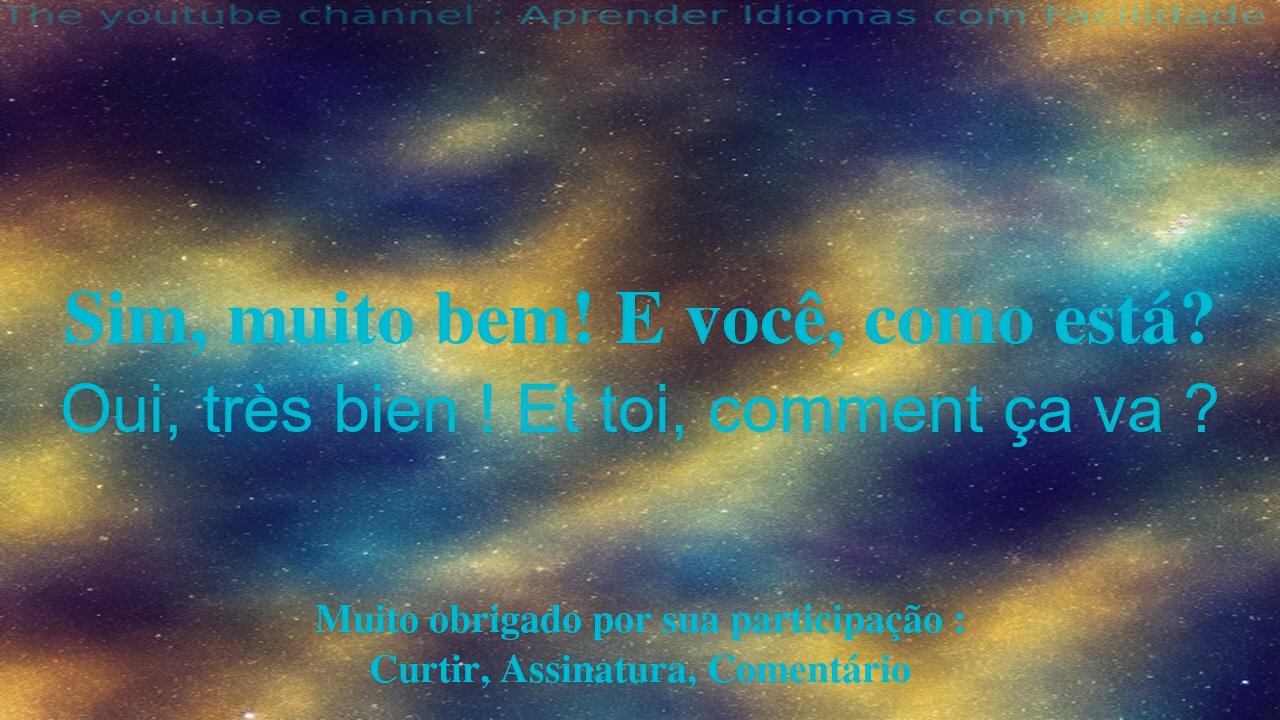 The youtube channel : Aprender Idiomas com Facilidade
Sim, muito bem! E você, como está?
Oui, très bien ! Et toi, comment ça va ?
Muito obrigado por sua participação :
Curtir, Assinatura, Comentário